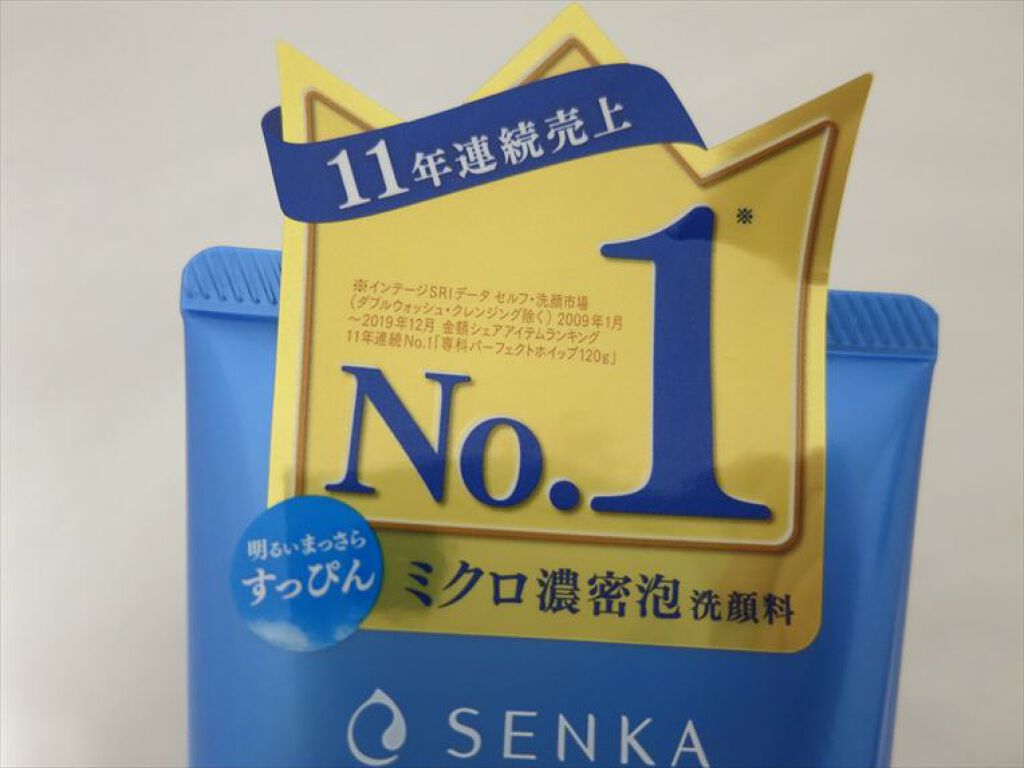 11年連続売上
No.1
※
※インテージSRIデータ セルフ・洗顔市場
(ダブルウォッシュ・クレンジング除く) 2009年1月
～2019年12月 金額シェアアイテムランキング
11年連続No.1「専科パーフェクトホイップ120g」
明るいまっさら
すっぴん
ミクロ濃密泡洗顔料
SENKA